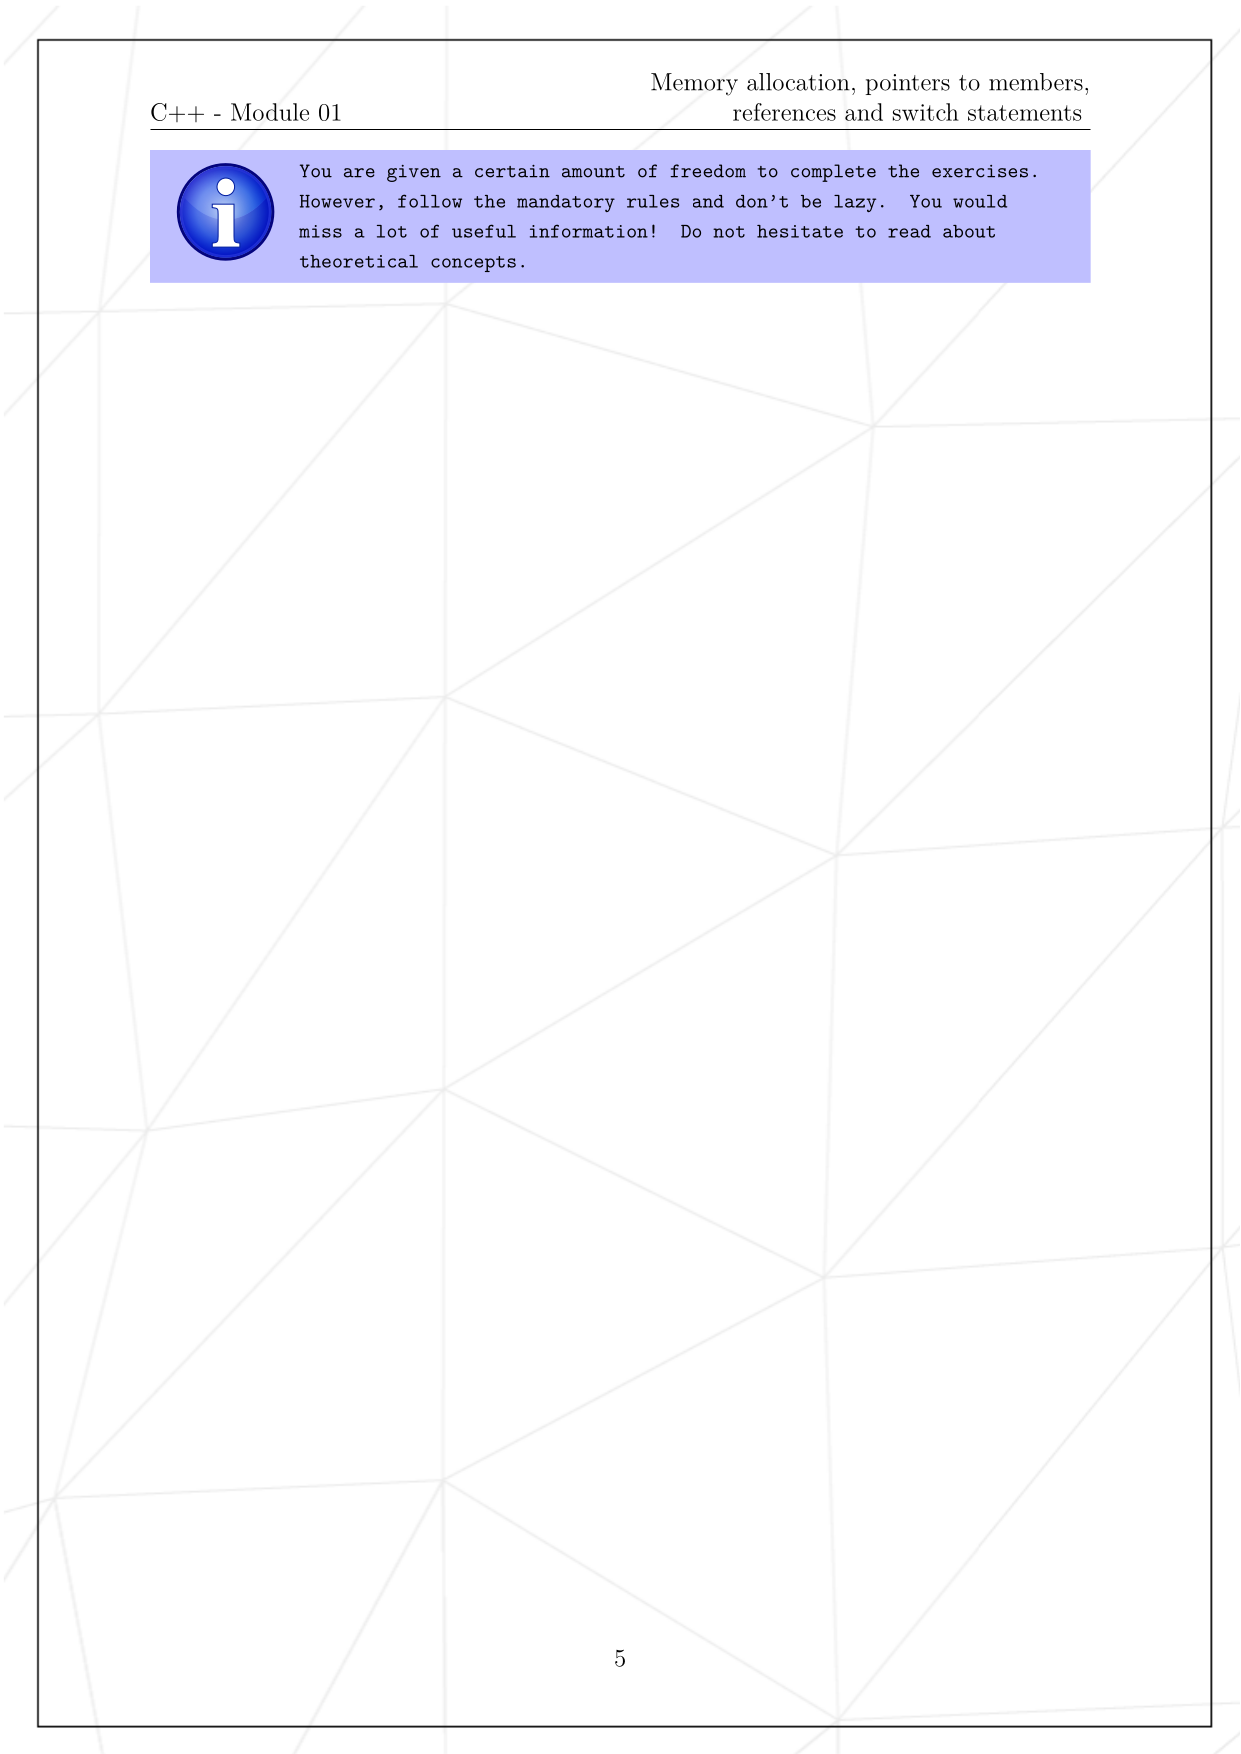 Memory allocation, pointers to members,
C++ - Module 01 references and switch statements
You are given a certain amount of freedom to complete the exercises.
However, follow the mandatory rules and don't be lazy. You would
miss a lot of useful information! Do not hesitate to read about
theoretical concepts.
5